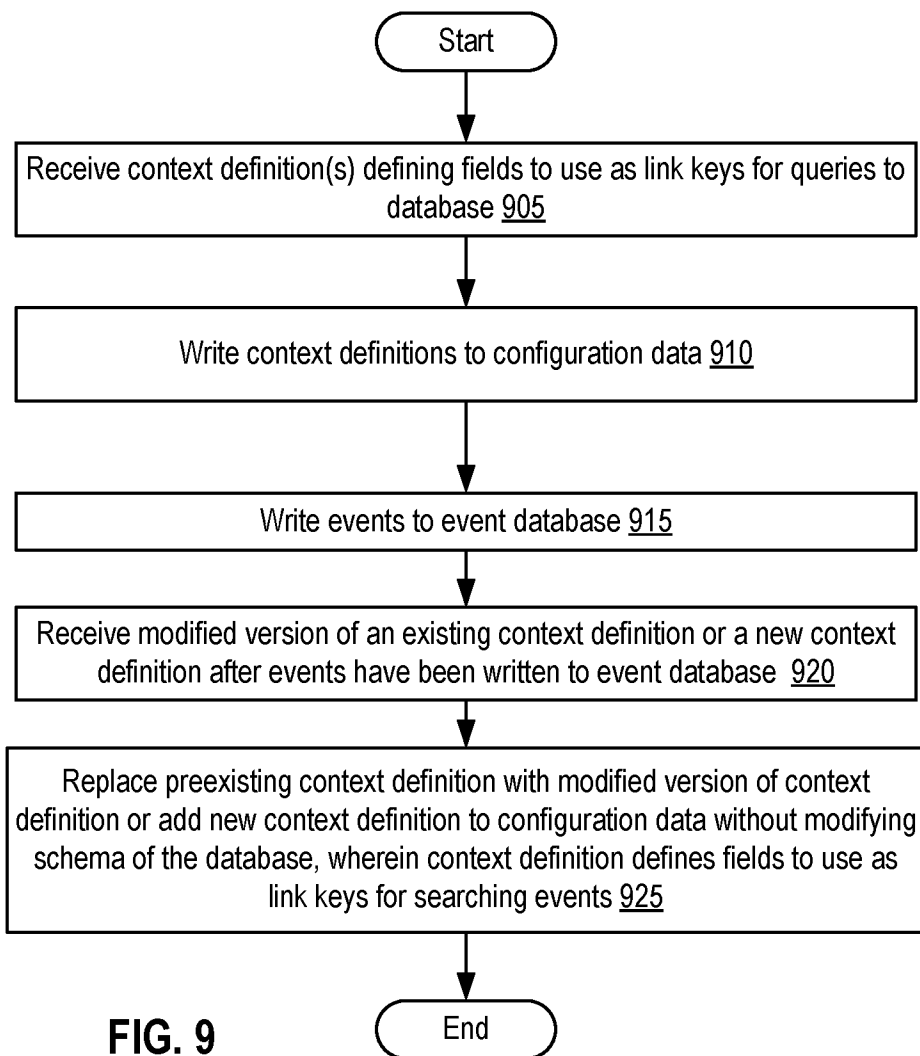 Start
Receive context definition(s) defining fields to use as link keys for queries to
database 905
Write context definitions to configuration data 910
Write events to event database 915
Receive modified version of an existing context definition or a new context
definition after events have been written to event database 920
Replace preexisting context definition with modified version of context
definition or add new context definition to configuration data without modifying
schema of the database, wherein context definition defines fields to use as
link keys for searching events 925
End
FIG. 9